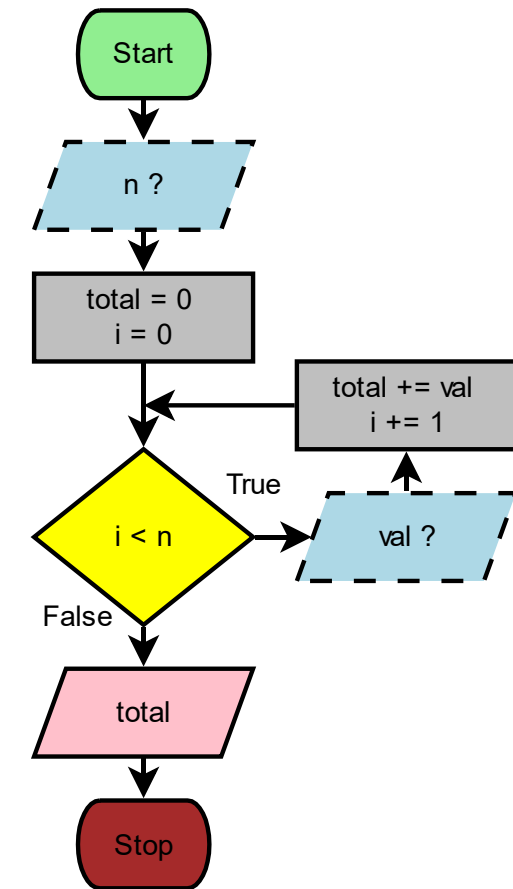 Start
n ?
total = 0
i = 0
total += val
i += 1
True
i < n
val ?
False
total
Stop